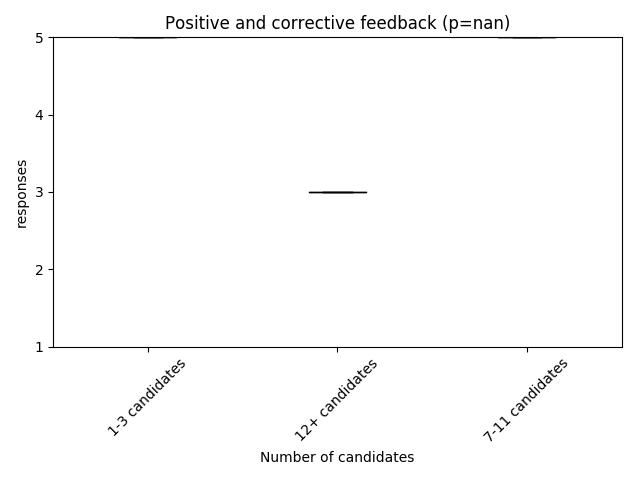 Positive and corrective feedback (p=nan)
5
4
3
2
1
responses
1-3 candidates
12+ candidates
7-11 candidates
Number of candidates